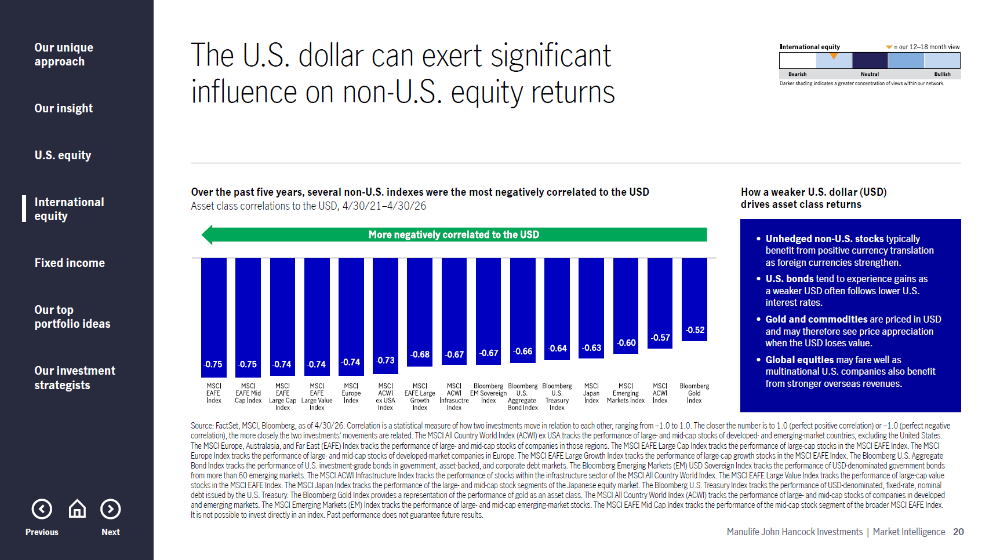 Our unique
approach
Our insight
U.S. equity
International
equity
Fixed income
Our top
portfolio ideas
Our investment
strategists
Previous
Next
The U.S. dollar can exert significant
influence on non-U.S. equity returns
International equity
= our 12–18 month view
Bearish
Neutral
Bullish
Darker shading indicates a greater concentration of views within our network.
Over the past five years, several non-U.S. indexes were the most negatively correlated to the USD
Asset class correlations to the USD, 4/30/21–4/30/26
More negatively correlated to the USD
-0.75
-0.75
-0.74
-0.74
-0.74
-0.73
-0.68
-0.67
-0.67
-0.66
-0.64
-0.63
-0.60
-0.57
-0.52
MSCI
EAFE
Index
MSCI
EAFE Mid
Cap Index
MSCI
EAFE
Large Cap
Index
MSCI
EAFE
Large Value
Index
MSCI
Europe
Index
MSCI
ACWI
ex USA
Index
MSCI
EAFE Large
Growth
Index
MSCI
ACWI
Infrasuctre
Index
Bloomberg
EM Sovereign
Index
Bloomberg
U.S.
Aggregate
Bond Index
Bloomberg
U.S.
Treasury
Index
MSCI
Japan
Index
MSCI
Emerging
Markets Index
MSCI
ACWI
Index
Bloomberg
Gold
Index
How a weaker U.S. dollar (USD)
drives asset class returns
• Unhedged non-U.S. stocks typically
benefit from positive currency translation
as foreign currencies strengthen.
• U.S. bonds tend to experience gains as
a weaker USD often follows lower U.S.
interest rates.
• Gold and commodities are priced in USD
and may therefore see price appreciation
when the USD loses value.
• Global equities may fare well as
multinational U.S. companies also benefit
from stronger overseas revenues.
Source: FactSet, MSCI, Bloomberg, as of 4/30/26. Correlation is a statistical measure of how two investments move in relation to each other, ranging from –1.0 to 1.0. The closer the number is to 1.0 (perfect positive correlation) or –1.0 (perfect negative
correlation), the more closely the two investments’ movements are related. The MSCI All Country World Index (ACWI) ex USA tracks the performance of large- and mid-cap stocks of developed- and emerging-market countries, excluding the United States.
The MSCI Europe, Australasia, and Far East (EAFE) Index tracks the performance of large- and mid-cap stocks of companies in those regions. The MSCI EAFE Large Cap Index tracks the performance of large-cap stocks in the MSCI EAFE Index. The MSCI
Europe Index tracks the performance of large- and mid-cap stocks of developed-market companies in Europe. The MSCI EAFE Large Growth Index tracks the performance of large-cap growth stocks in the MSCI EAFE Index. The Bloomberg U.S. Aggregate
Bond Index tracks the performance of U.S. investment-grade bonds in government, asset-backed, and corporate debt markets. The Bloomberg Emerging Markets (EM) USD Sovereign Index tracks the performance of USD-denominated government bonds
from more than 60 emerging markets. The MSCI ACWI Infrastructure Index tracks the performance of stocks within the infrastructure sector of the MSCI All Country World Index. The MSCI EAFE Large Value Index tracks the performance of large-cap value
stocks in the MSCI EAFE Index. The MSCI Japan Index tracks the performance of the large- and mid-cap stock segments of the Japanese equity market. The Bloomberg U.S. Treasury Index tracks the performance of USD-denominated, fixed-rate, nominal
debt issued by the U.S. Treasury. The Bloomberg Gold Index provides a representation of the performance of gold as an asset class. The MSCI All Country World Index (ACWI) tracks the performance of large- and mid-cap stocks of companies in developed
and emerging markets. The MSCI Emerging Markets (EM) Index tracks the performance of large- and mid-cap emerging-market stocks. The MSCI EAFE Mid Cap Index tracks the performance of the mid-cap stock segment of the broader MSCI EAFE Index.
It is not possible to invest directly in an index. Past performance does not guarantee future results.
Manulife John Hancock Investments | Market Intelligence 20